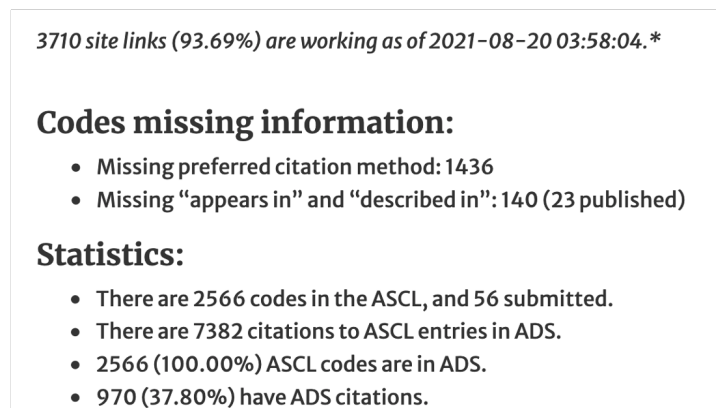 3710 site links (93.69%) are working as of 2021-08-20 03:58:04.*
Codes missing information:
• Missing preferred citation method: 1436
• Missing “appears in” and “described in”: 140 (23 published)
Statistics:
• There are 2566 codes in the ASCL, and 56 submitted.
• There are 7382 citations to ASCL entries in ADS.
• 2566 (100.00%) ASCL codes are in ADS.
• 970 (37.80%) have ADS citations.